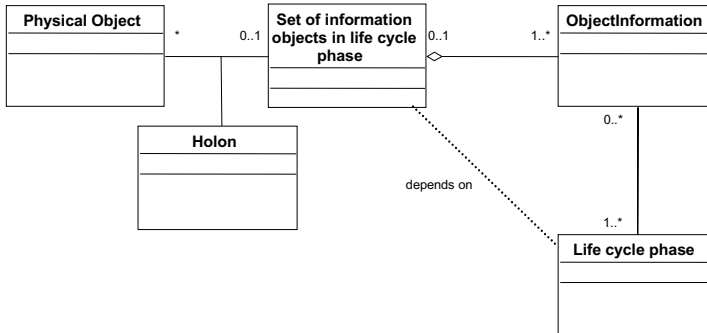 Physical Object
Set of information
objects in life cycle
phase
ObjectInformation
*
0..1
0..1
1..*
Holon
0..*
depends on
1..*
Life cycle phase